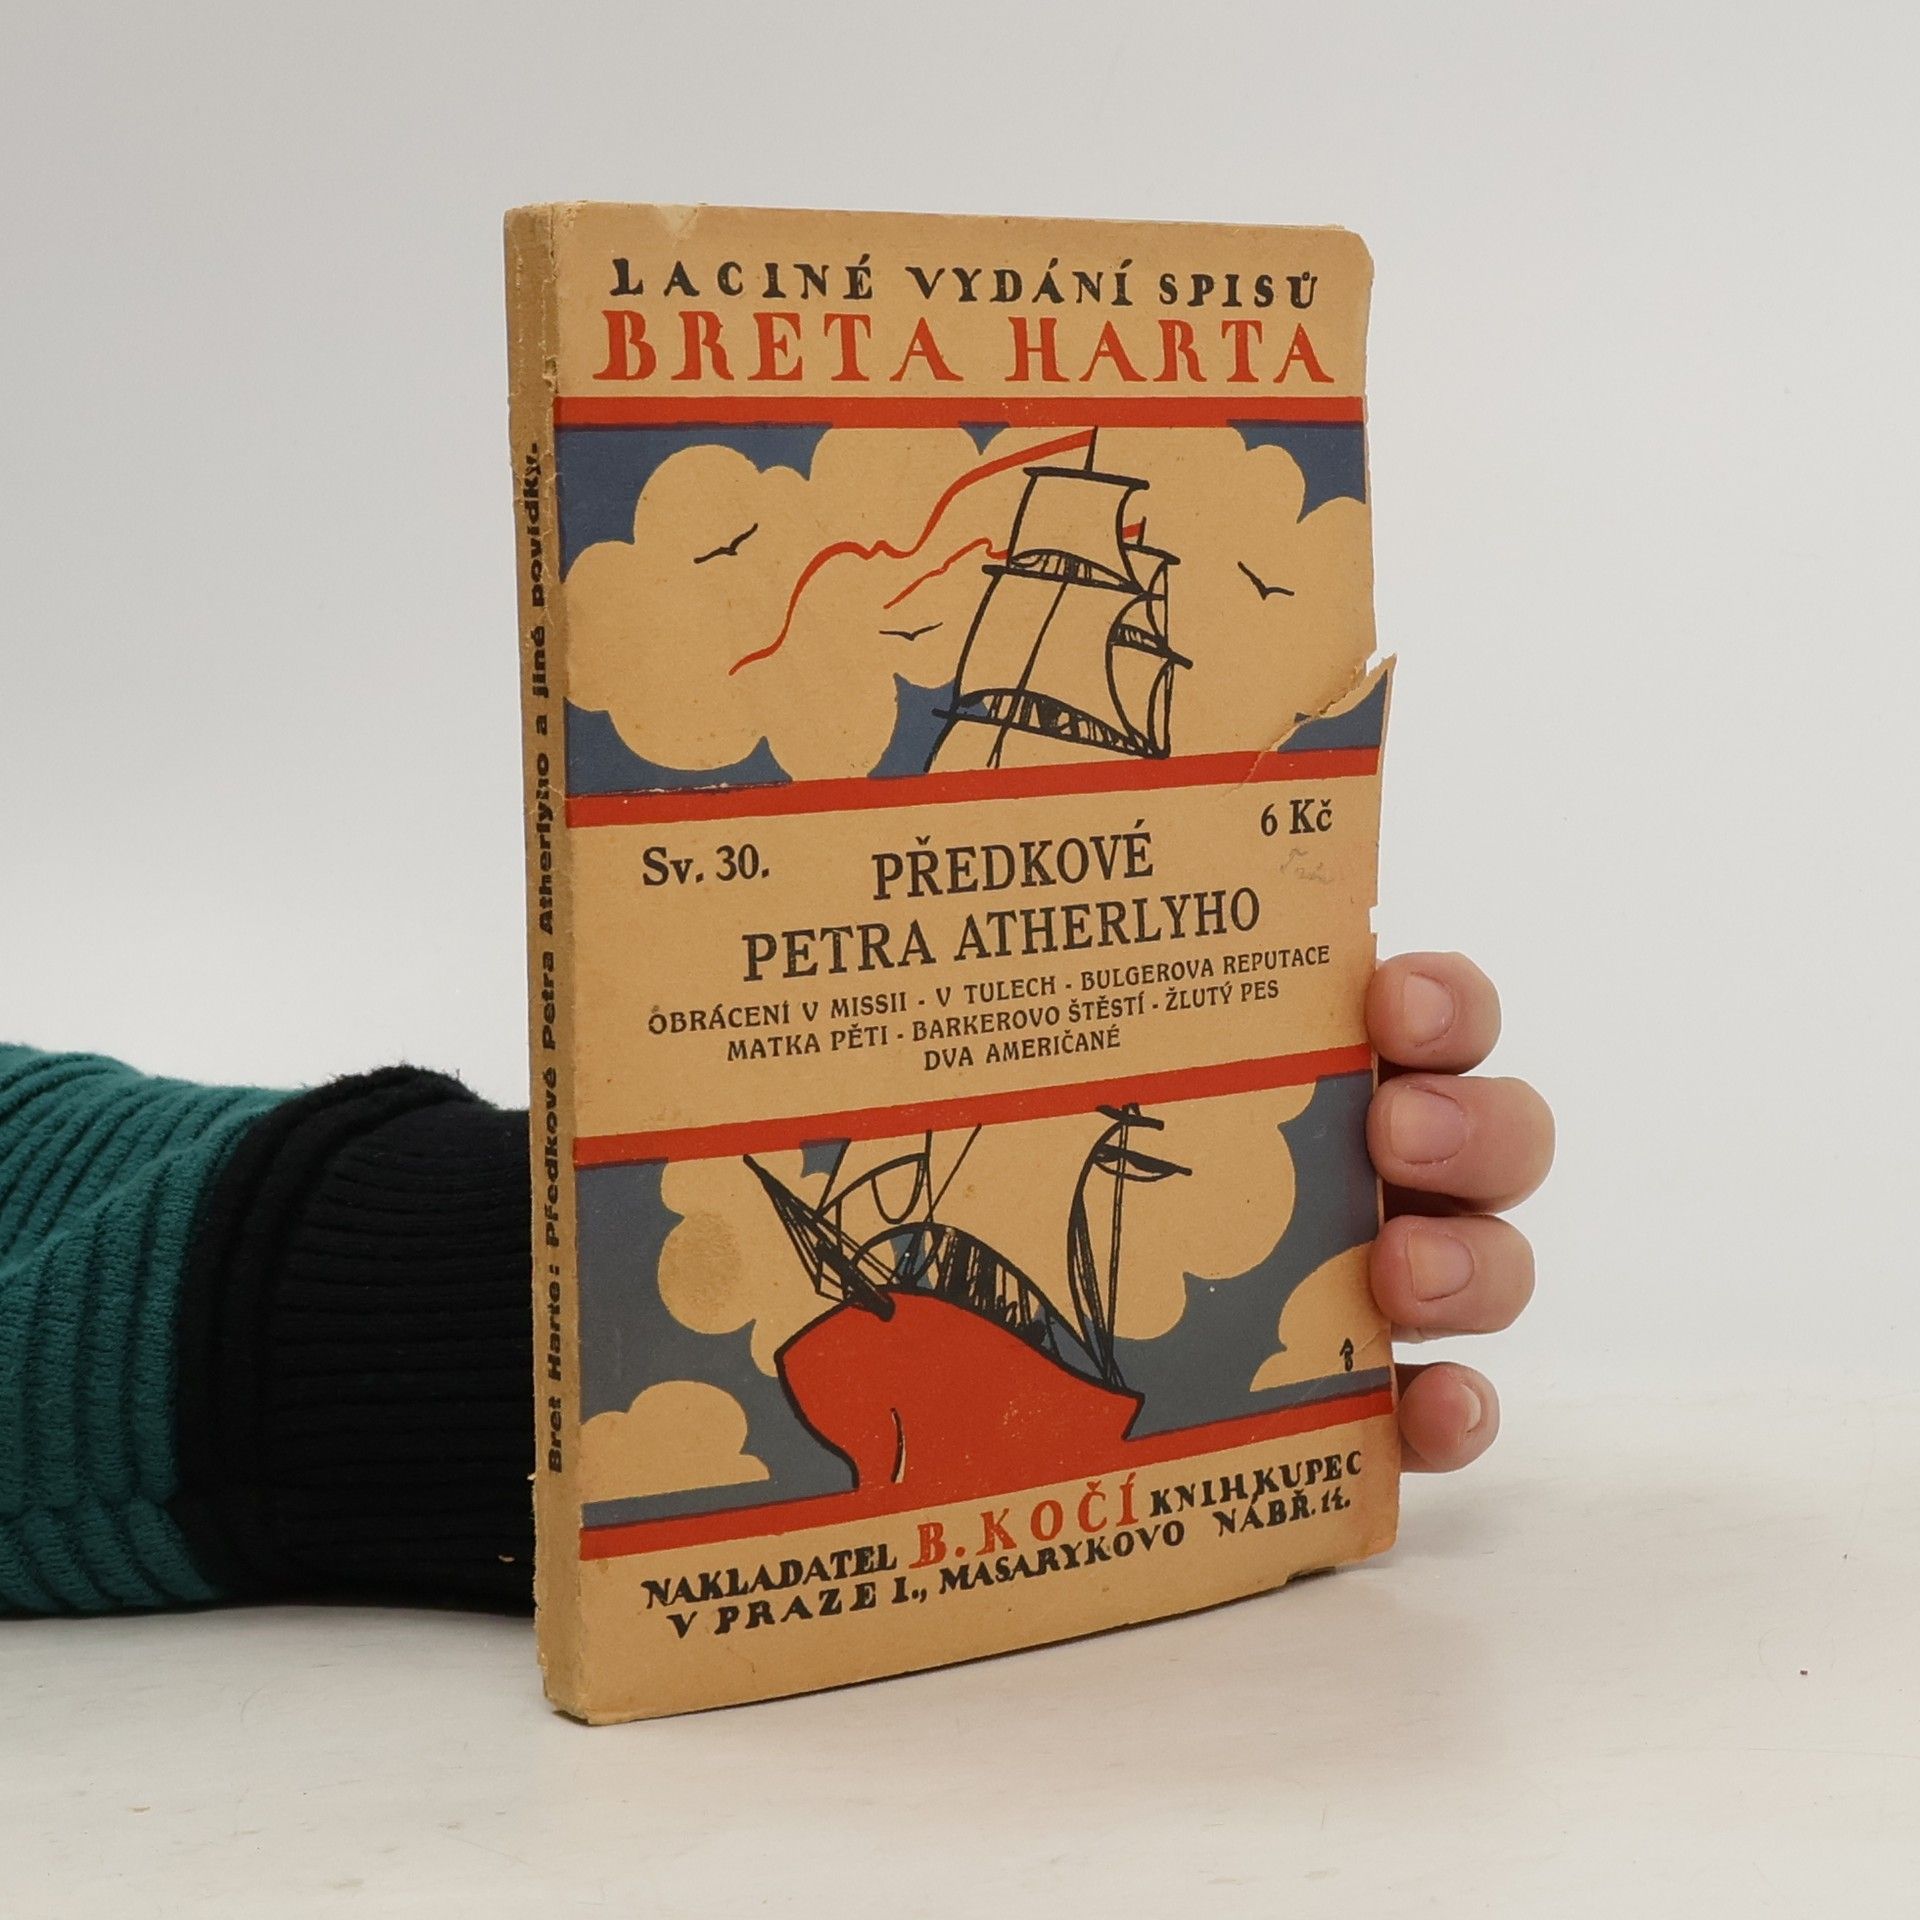 LACINÉ VYDÁNÍ SPISŮ
BRETA HARTA
Sv. 30.
6 Kč
PŘEDKOVÉ
PETRA ATHERLYHO
OBRÁCENÍ V MISSII - V TULECH - BULGEROVA REPUTACE
MATKA PĚTI - BARKEROVO ŠTĚSTÍ - ŽLUTÝ PES
DVA AMERIČANÉ
NAKLADATEL B. KOČÍ KNIHKUPEC
V PRAZE I., MASARYKOVO NÁBŘ. 14.
Bret Harte: Předkové Petra Atherlyho a jiné povídky.